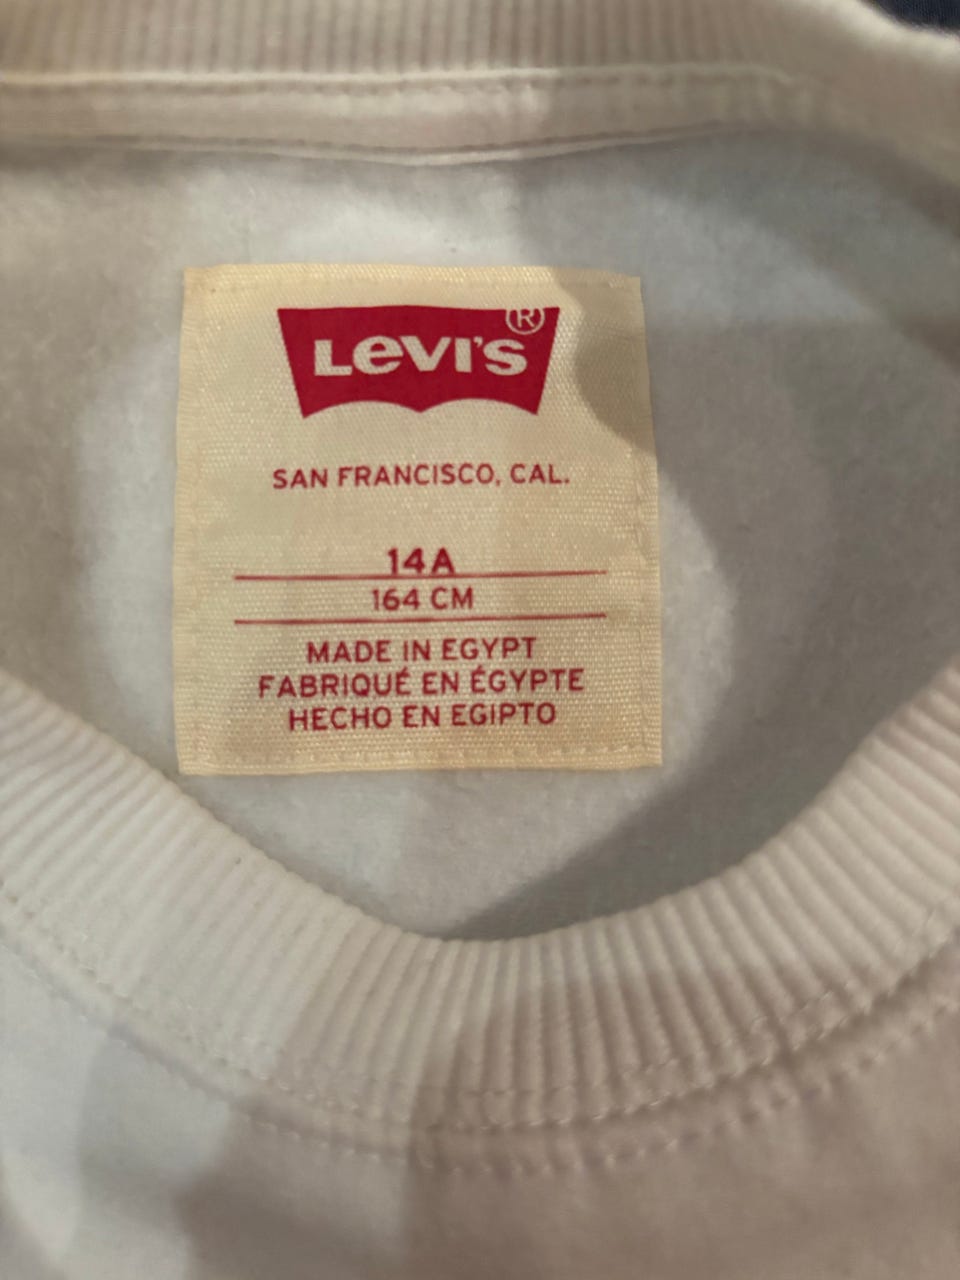 LEVI'S®
SAN FRANCISCO, CAL.
14A
164 CM
MADE IN EGYPT
FABRIQUÉ EN ÉGYPTE
HECHO EN EGIPTO